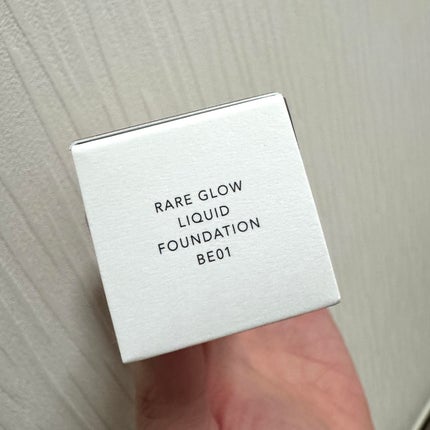 RARE GLOW
LIQUID
FOUNDATION
BE01